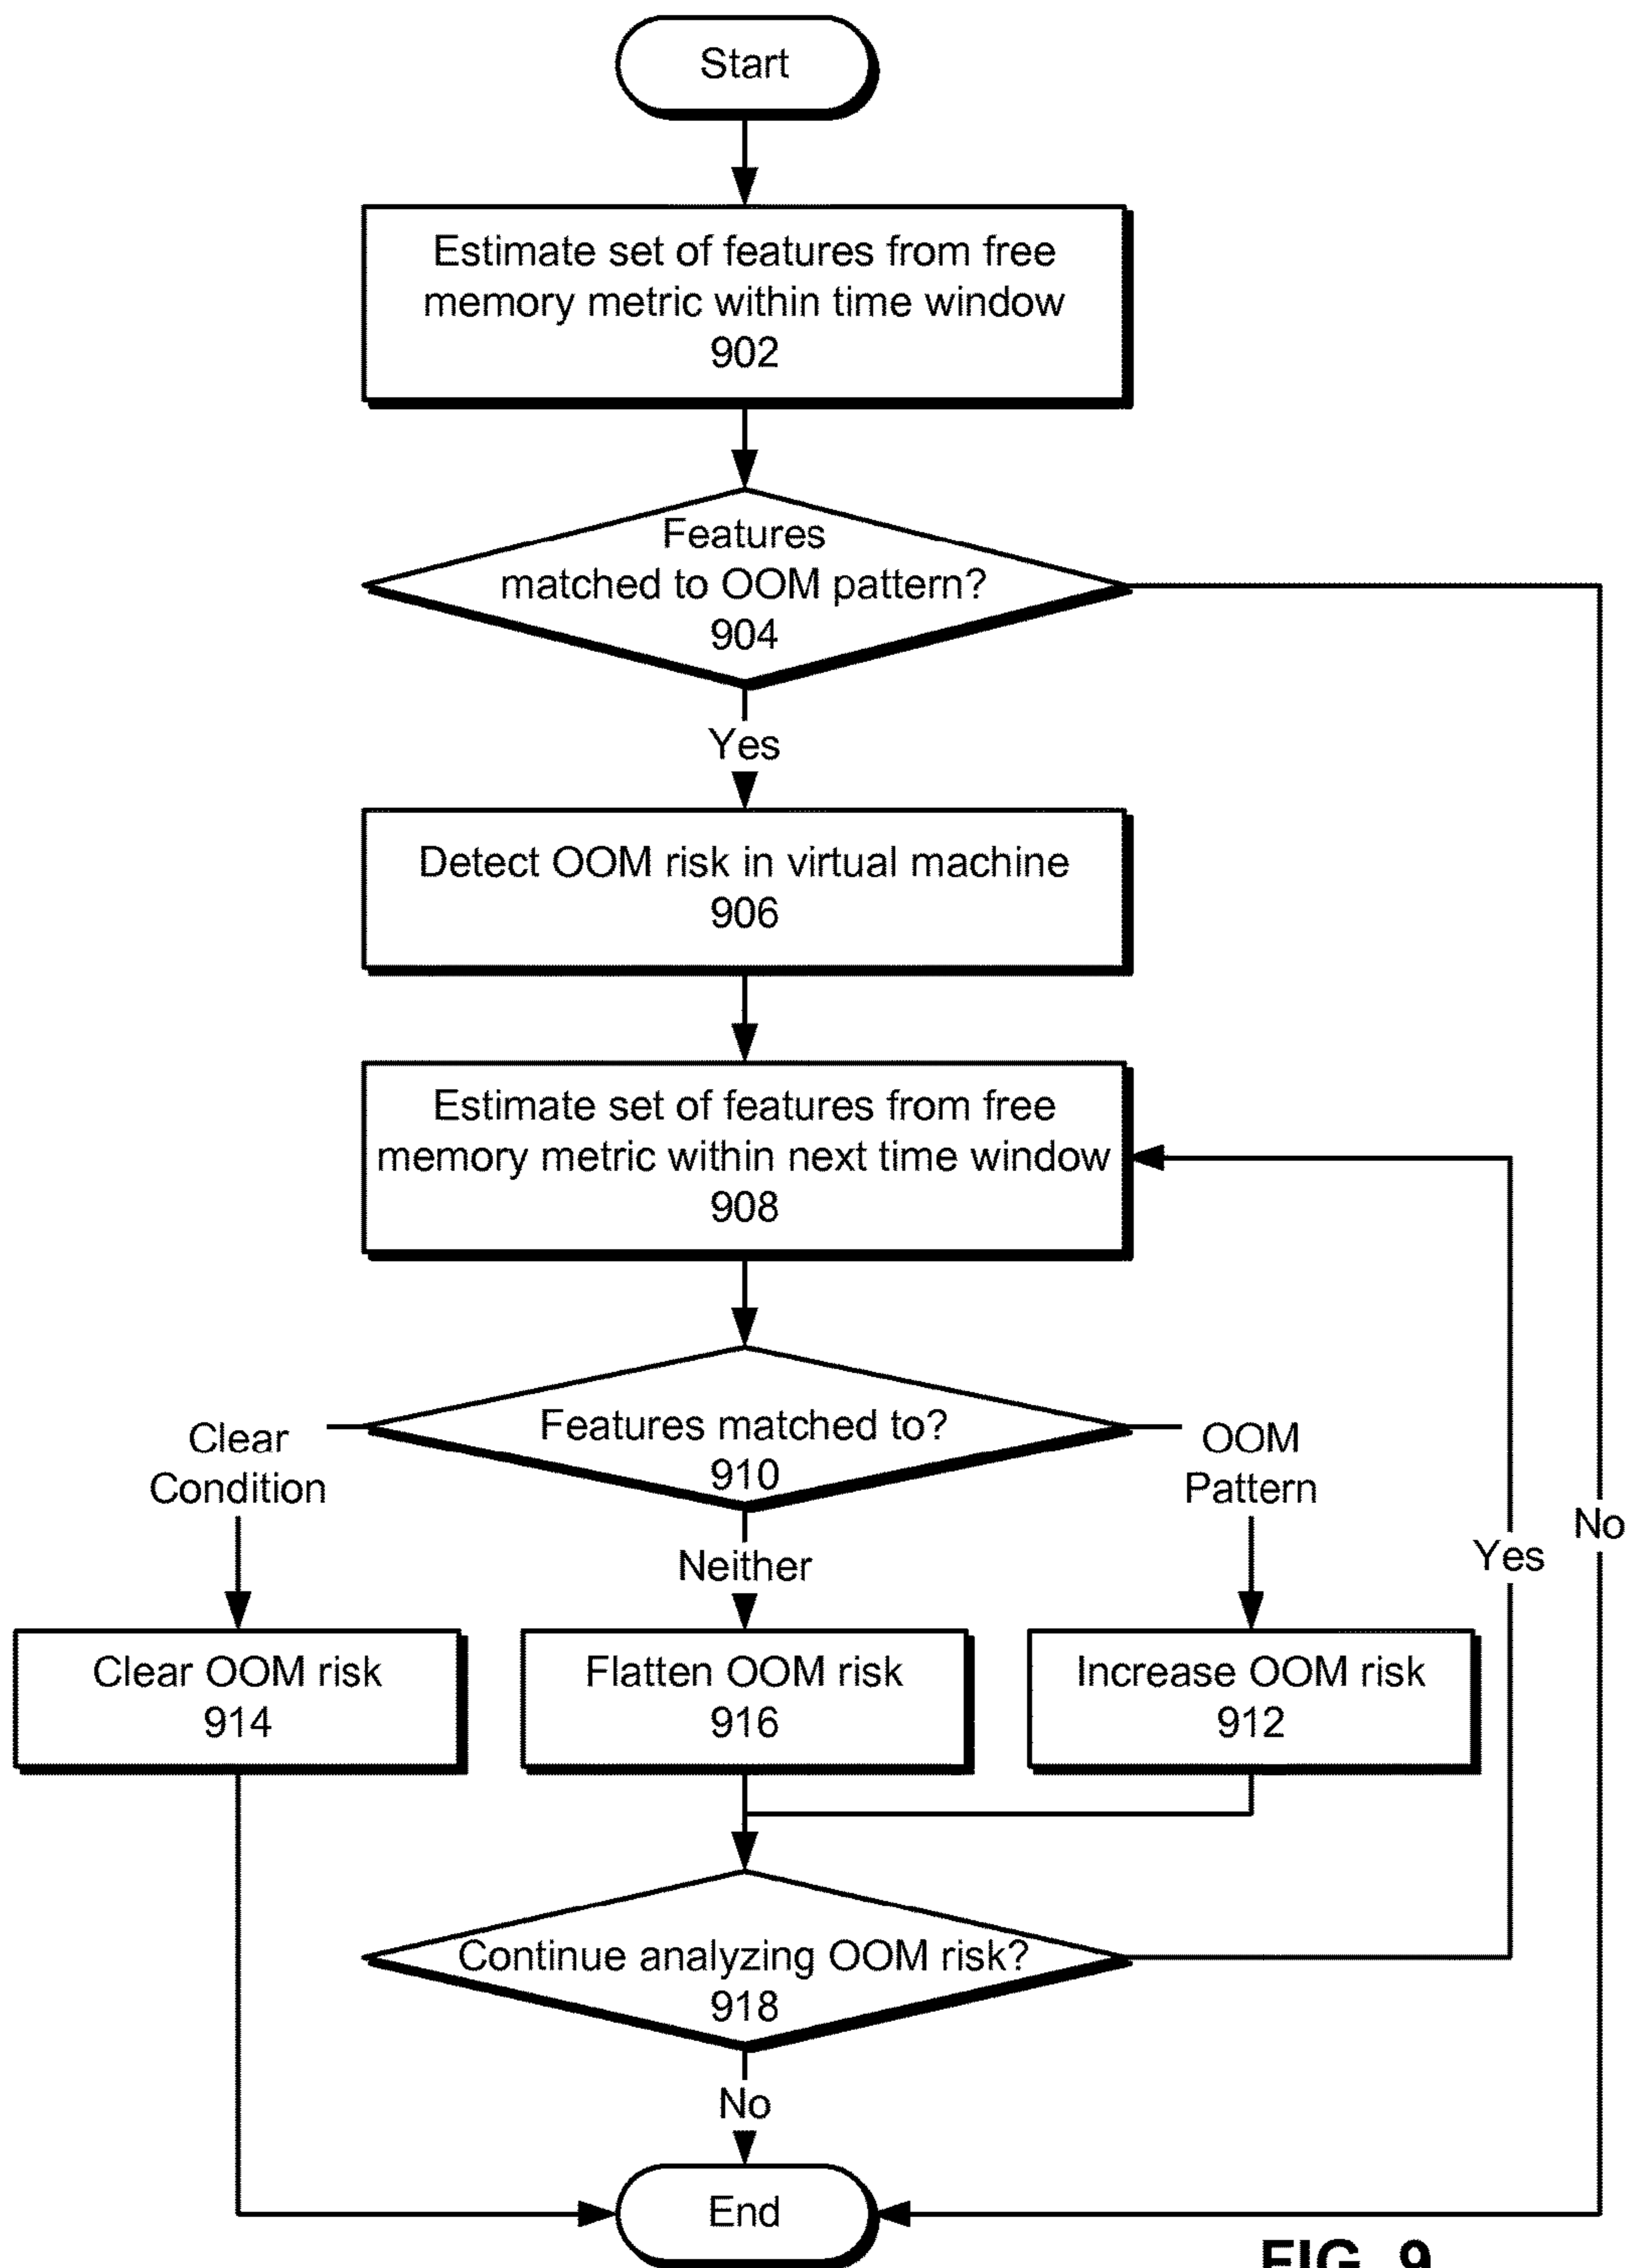 Start
Estimate set of features from free
memory metric within time window
902
Features
matched to OOM pattern?
904
Yes
Detect OOM risk in virtual machine
906
Estimate set of features from free
memory metric within next time window
908
Features matched to?
910
Clear
Condition
Neither
OOM
Pattern
Yes
No
Clear OOM risk
914
Flatten OOM risk
916
Increase OOM risk
912
Continue analyzing OOM risk?
918
No
End
FIG. 9